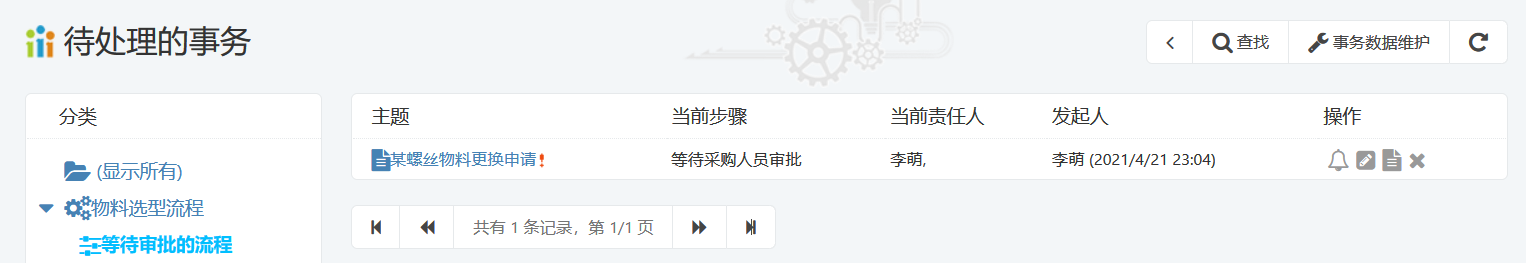 待处理的事务
查找
事务数据维护
分类
(显示所有)
物料选型流程
等待审批的流程
主题 当前步骤 当前责任人 发起人 操作
某螺丝物料更换申请 等待采购人员审批 李萌, 李萌 (2021/4/21 23:04)
共有 1 条记录，第 1/1 页